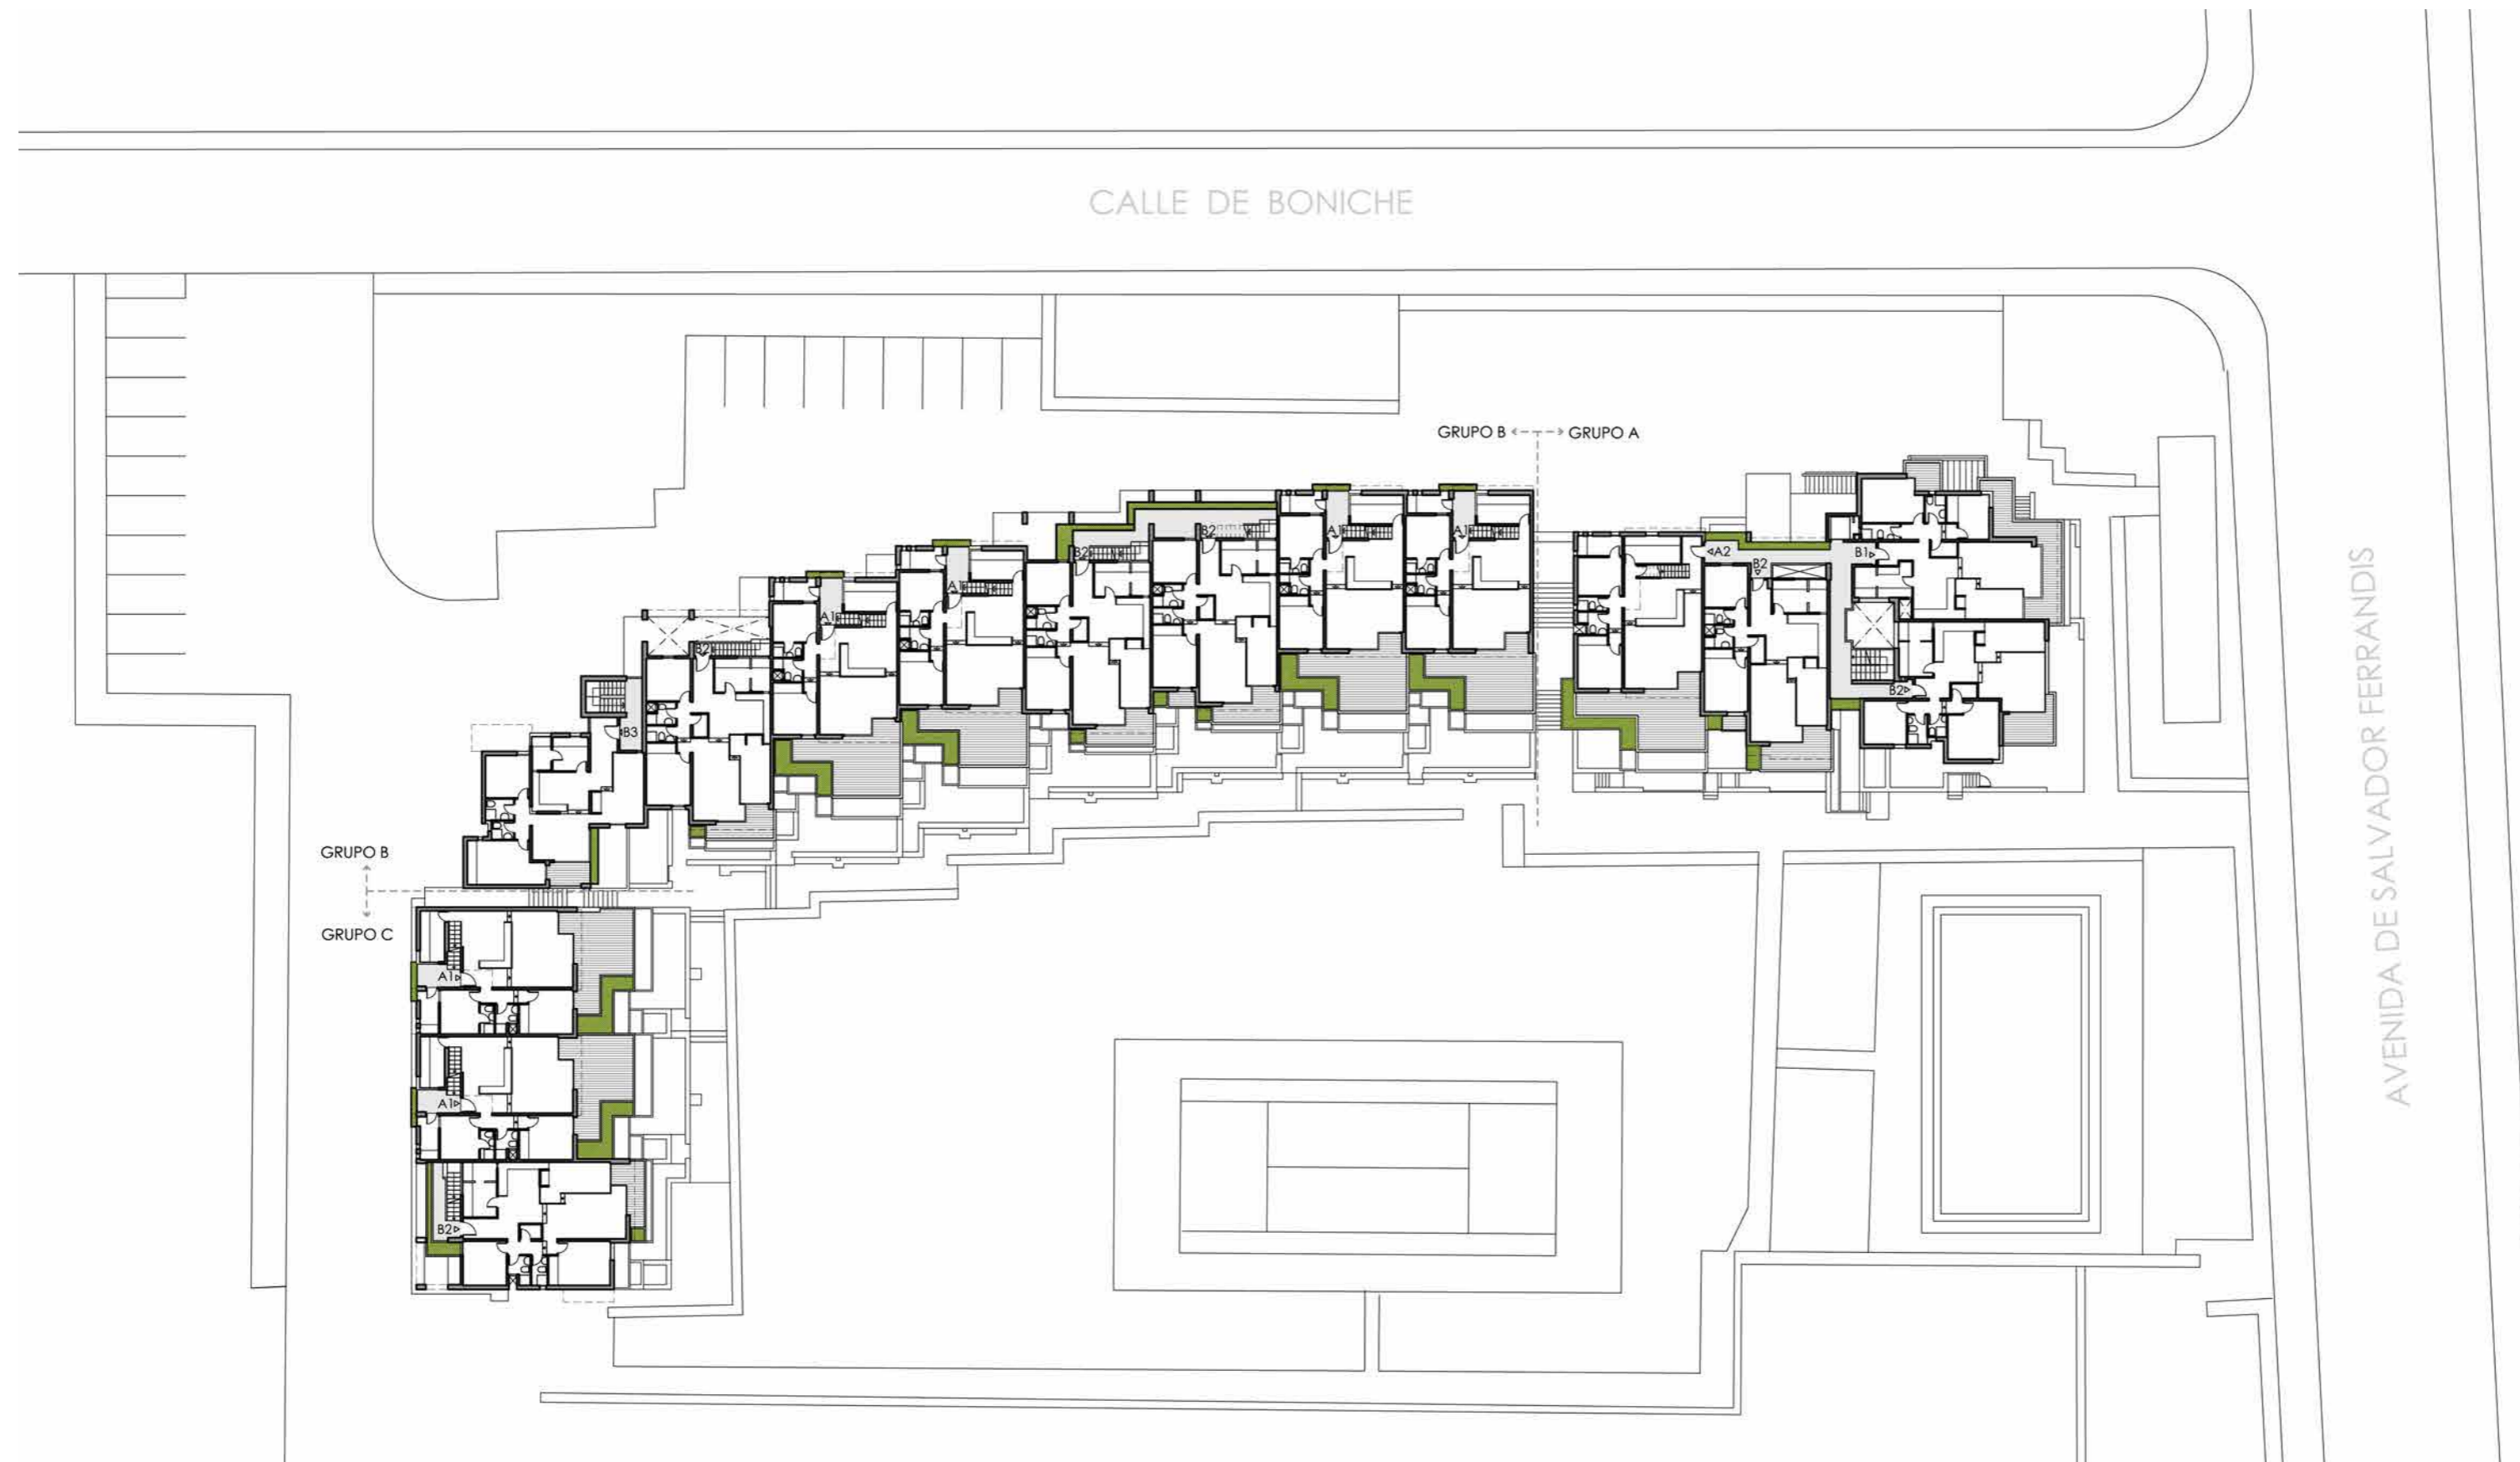 CALLE DE BONICHE
GRUPO B
GRUPO A
A1
A1
B2
B2
A1
A1
B2
B3
A2
B2
B1
B2
AVENIDA DE SALVADOR FERRANDIS
GRUPO B
GRUPO C
A1
A1
B2